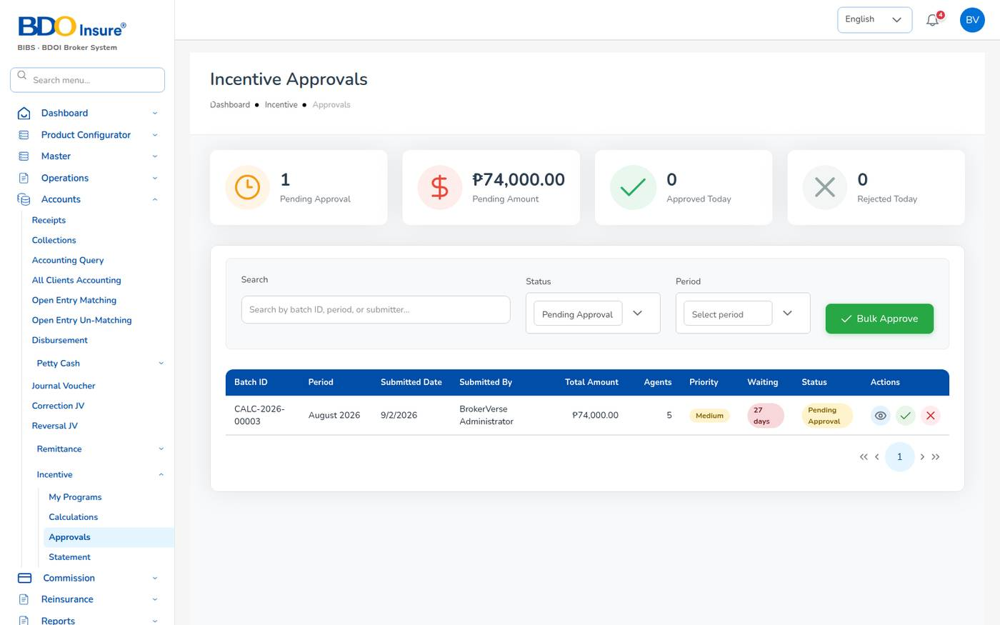 BDO Insure®
BIBS · BDOI Broker System
Search menu...
Dashboard
Product Configurator
Master
Operations
Accounts
Receipts
Collections
Accounting Query
All Clients Accounting
Open Entry Matching
Open Entry Un-Matching
Disbursement
Petty Cash
Journal Voucher
Correction JV
Reversal JV
Remittance
Incentive
My Programs
Calculations
Approvals
Statement
Commission
Reinsurance
Reports
English
4
BV
Incentive Approvals
Dashboard • Incentive • Approvals
1
Pending Approval
₱74,000.00
Pending Amount
0
Approved Today
0
Rejected Today
Search
Search by batch ID, period, or submitter...
Status
Pending Approval
Period
Select period
Bulk Approve
Batch ID Period Submitted Date Submitted By Total Amount Agents Priority Waiting Status Actions
CALC-2026-
00003
August 2026
9/2/2026
BrokerVerse
Administrator
₱74,000.00
5
Medium
27
days
Pending
Approval
1